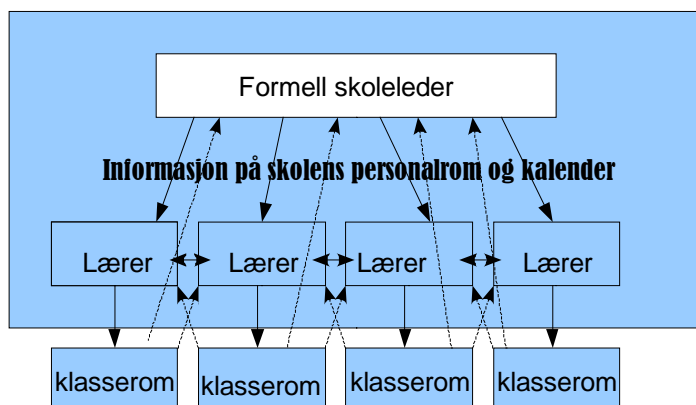 Formell skoleleder
Informasjon på skolens personalrom og kalender
Lærer Lærer Lærer Lærer
klasserom klasserom klasserom klasserom